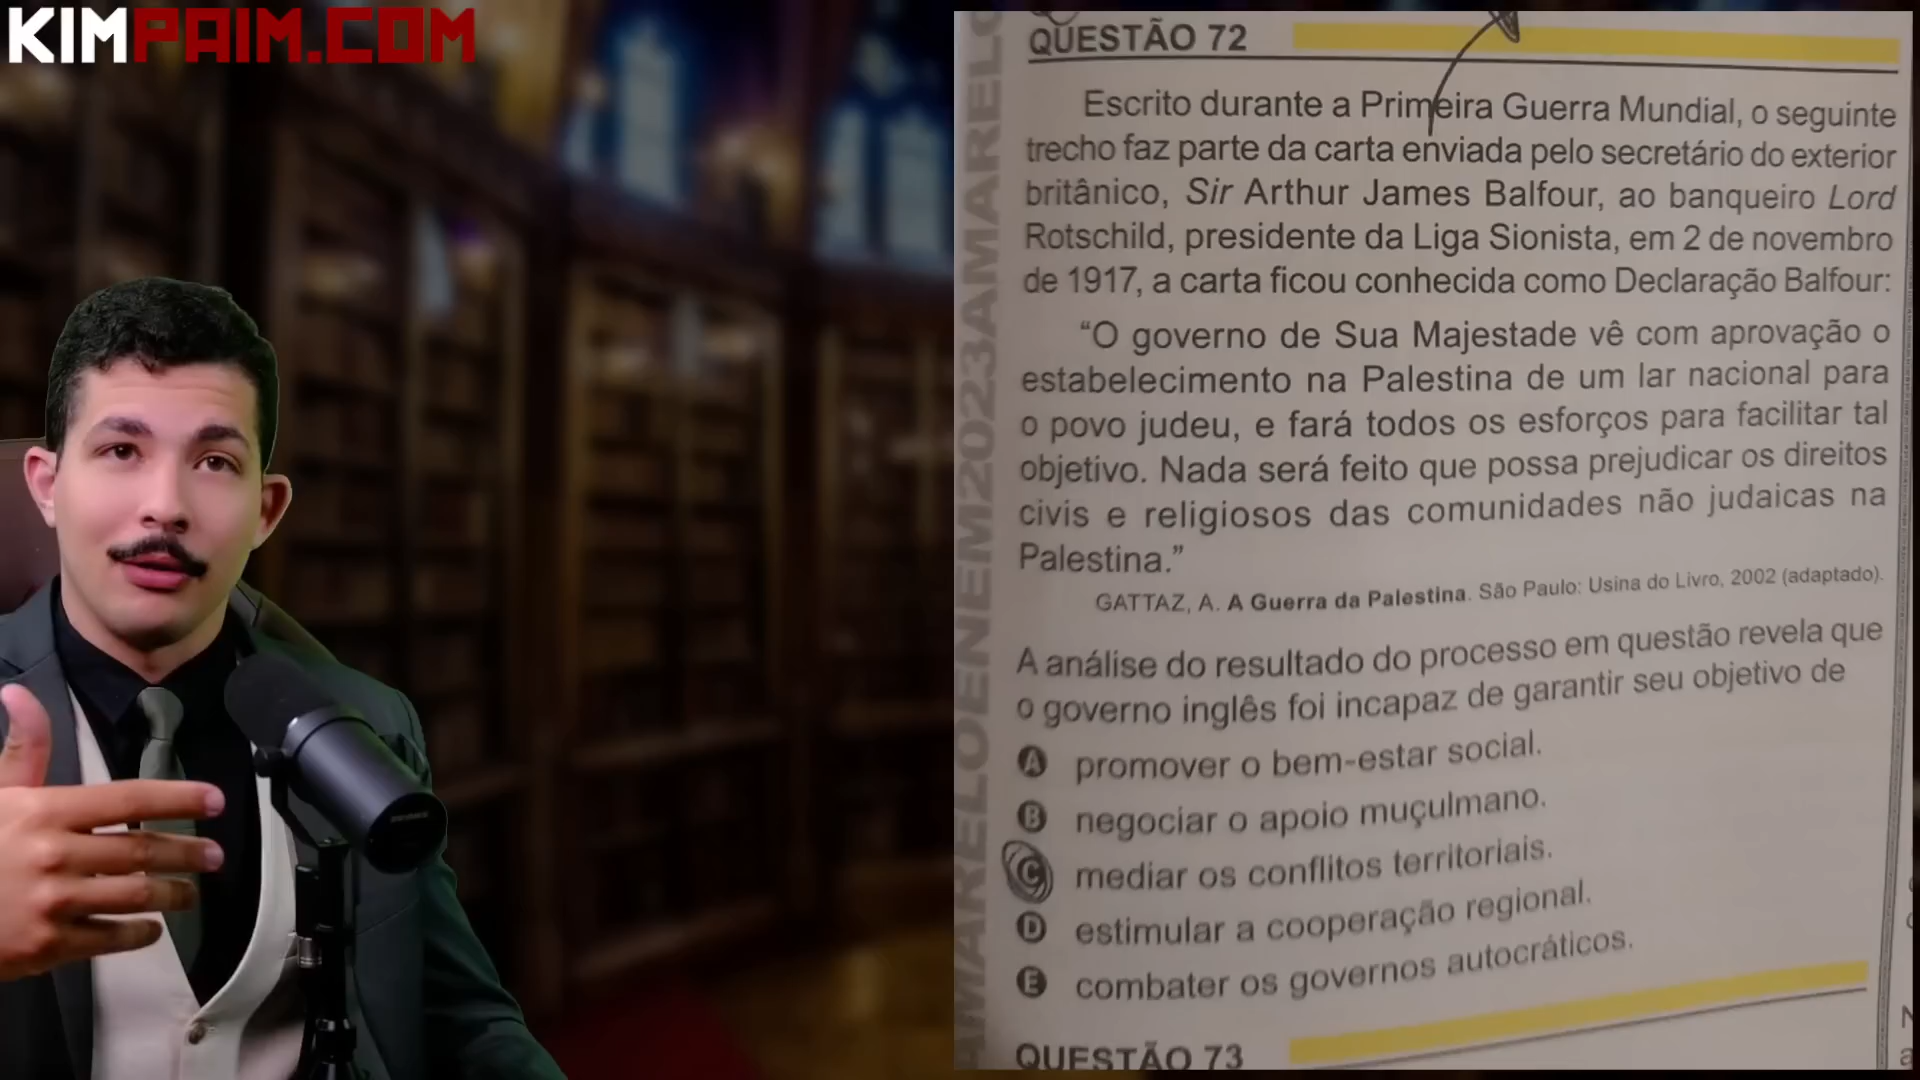 KIMPAIM.COM
QUESTÃO 72
Escrito durante a Primeira Guerra Mundial, o seguinte
trecho faz parte da carta enviada pelo secretário do exterior
britânico, Sir Arthur James Balfour, ao banqueiro Lord
Rotschild, presidente da Liga Sionista, em 2 de novembro
de 1917, a carta ficou conhecida como Declaração Balfour:
“O governo de Sua Majestade vê com aprovação o
estabelecimento na Palestina de um lar nacional para
o povo judeu, e fará todos os esforços para facilitar tal
objetivo. Nada será feito que possa prejudicar os direitos
civis e religiosos das comunidades não judaicas na
Palestina.”
GATTAZ, A. A Guerra da Palestina. São Paulo: Usina do Livro, 2002 (adaptado).
A análise do resultado do processo em questão revela que
o governo inglês foi incapaz de garantir seu objetivo de
A promover o bem-estar social.
B negociar o apoio muçulmano.
C mediar os conflitos territoriais.
D estimular a cooperação regional.
E combater os governos autocráticos.
QUESTÃO 73
AMARELOENEM2023AMARELO